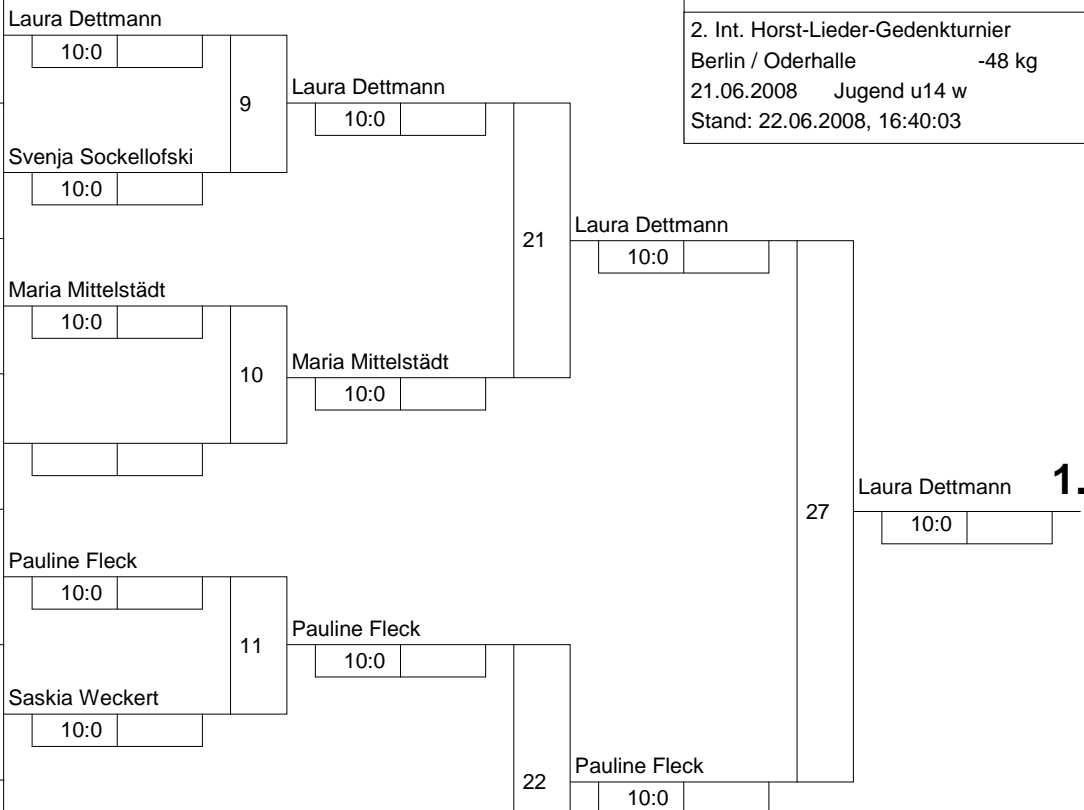 2. Int. Horst-Lieder-Gedenkturnier
Berlin / Oderhalle -48 kg
21.06.2008 Jugend u14 w
Stand: 22.06.2008, 16:40:03
Laura Dettmann
10:0
9
Laura Dettmann
10:0
Svenja Sockellofski
10:0
21
Laura Dettmann
10:0
Maria Mittelstädt
10:0
10
Maria Mittelstädt
10:0
27
Laura Dettmann 1.
10:0
Pauline Fleck
10:0
11
Pauline Fleck
10:0
Saskia Weckert
10:0
22
Pauline Fleck
10:0